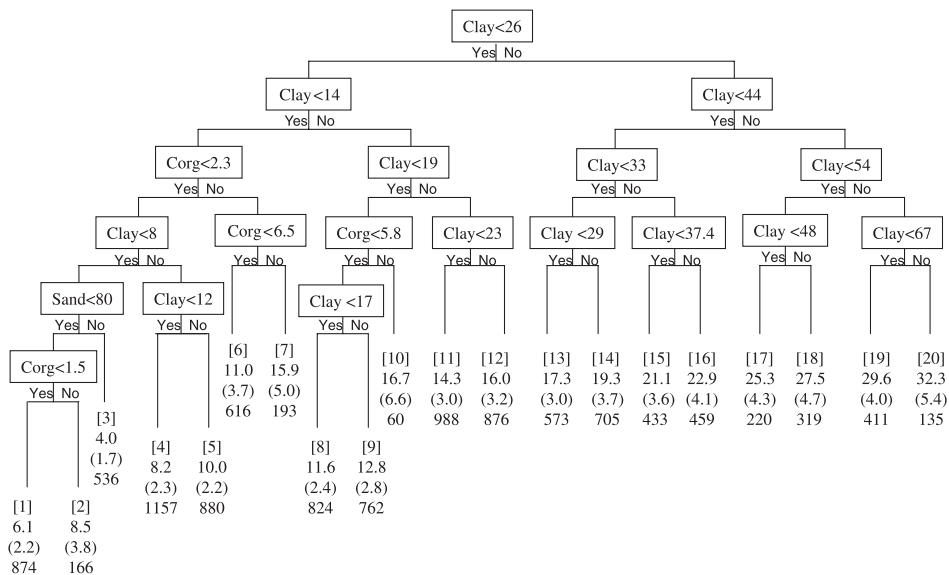 Clay<26
Yes No
Clay<14
Clay<44
Yes No
Yes No
Corg<2.3
Clay<19
Clay<33
Clay<54
Yes No
Yes No
Yes No
Yes No
Clay<8
Corg<6.5
Corg<5.8
Clay<23
Clay <29
Clay<37.4
Clay <48
Clay<67
Yes No
Yes No
Yes No
Yes No
Yes No
Yes No
Yes No
Yes No
Sand<80
Clay<12
Clay <17
Yes No
Yes No
Yes No
Corg<1.5
Yes No
[1]
6.1
(2.2)
874
[2]
8.5
(3.8)
166
[3]
4.0
(1.7)
536
[4]
8.2
(2.3)
1157
[5]
10.0
(2.2)
880
[6]
11.0
(3.7)
616
[7]
15.9
(5.0)
193
[8]
11.6
(2.4)
824
[9]
12.8
(2.8)
762
[10]
16.7
(6.6)
60
[11]
14.3
(3.0)
988
[12]
16.0
(3.2)
876
[13]
17.3
(3.0)
573
[14]
19.3
(3.7)
705
[15]
21.1
(3.6)
433
[16]
22.9
(4.1)
459
[17]
25.3
(4.3)
220
[18]
27.5
(4.7)
319
[19]
29.6
(4.0)
411
[20]
32.3
(5.4)
135